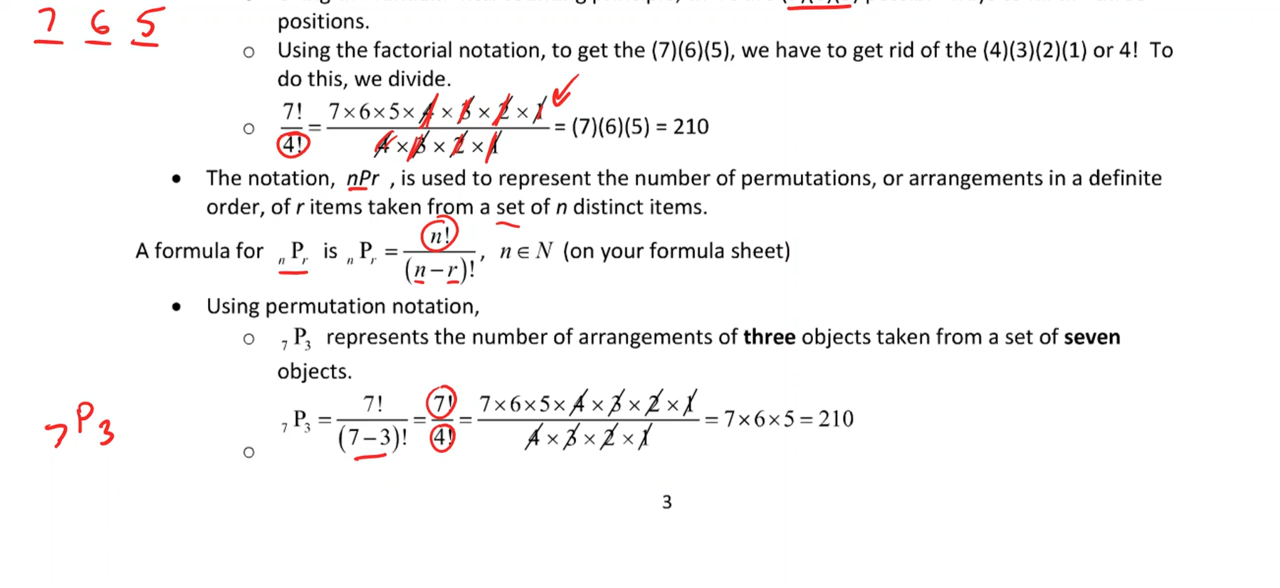 positions.
7 6 5
○ Using the factorial notation, to get the (7)(6)(5), we have to get rid of the (4)(3)(2)(1) or 4! To
do this, we divide.
○ 7!/4! = (7×6×5×4×3×2×1)/(4×3×2×1) = (7)(6)(5) = 210
• The notation, nPr , is used to represent the number of permutations, or arrangements in a definite
order, of r items taken from a set of n distinct items.
A formula for ₙPᵣ is ₙPᵣ = n!/(n−r)!, n ∈ N (on your formula sheet)
• Using permutation notation,
○ ₇P₃ represents the number of arrangements of three objects taken from a set of seven
objects.
₇P₃
○ ₇P₃ = 7!/(7−3)! = 7!/4! = (7×6×5×4×3×2×1)/(4×3×2×1) = 7×6×5 = 210
3